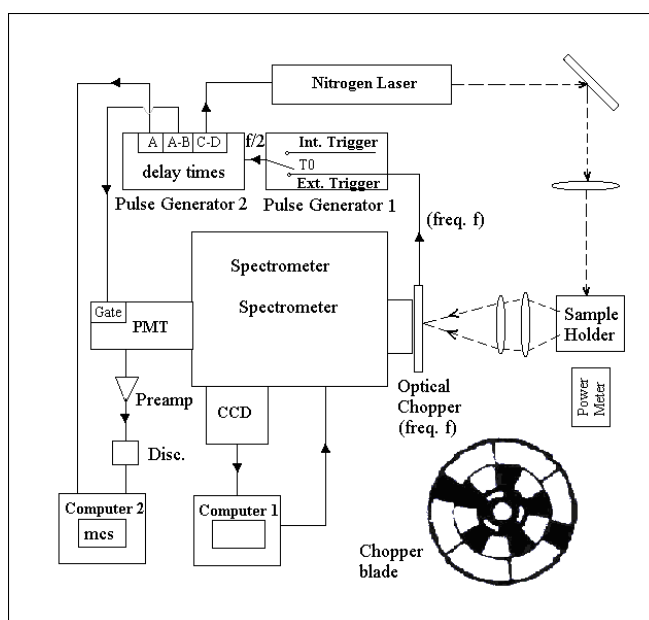 Nitrogen Laser
A A-B C-D
f/2
Int. Trigger
T0
Ext. Trigger
delay times
Pulse Generator 2
Pulse Generator 1
(freq. f)
Spectrometer
Spectrometer
Gate
PMT
Sample
Holder
Power
Meter
Optical
Chopper
(freq. f)
Preamp
CCD
Disc.
Computer 2
mcs
Computer 1
Chopper
blade